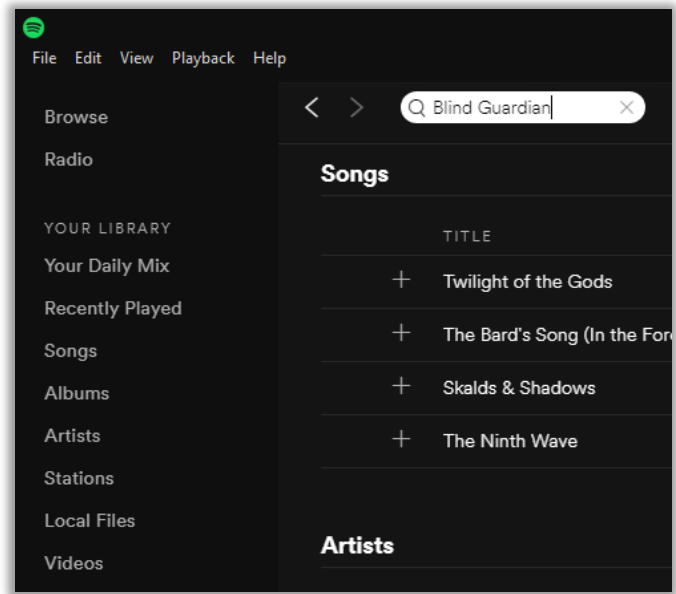 File Edit View Playback Help
Browse
Radio
YOUR LIBRARY
Your Daily Mix
Recently Played
Songs
Albums
Artists
Stations
Local Files
Videos
Blind Guardian
Songs
TITLE
Twilight of the Gods
The Bard's Song (In the
Skalds & Shadows
The Ninth Wave
Artists